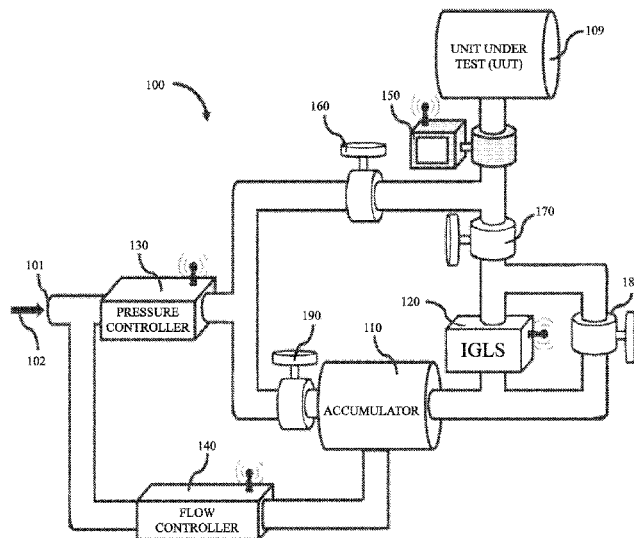 UNIT UNDER
TEST (UUT)
109
100
150
160
170
101
130
PRESSURE
CONTROLLER
102
120
IGLS
18
190
110
ACCUMULATOR
140
FLOW
CONTROLLER